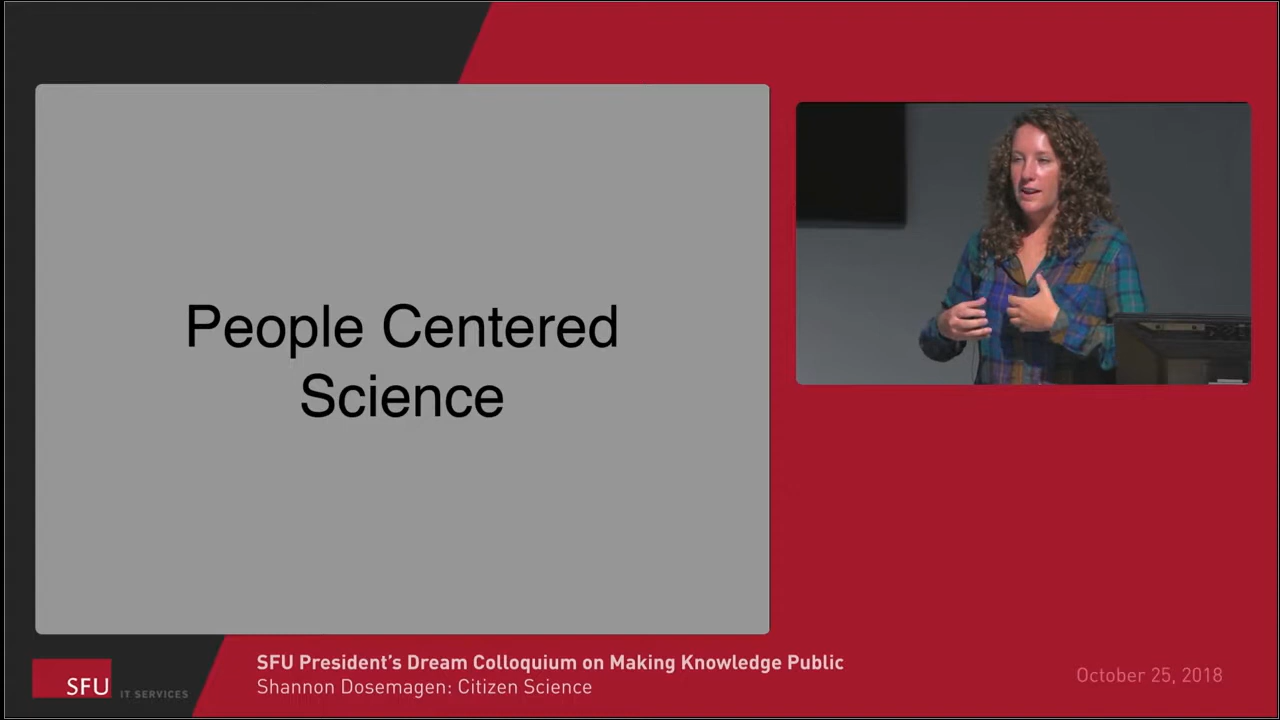 People Centered
Science
SFU President's Dream Colloquium on Making Knowledge Public
Shannon Dosemagen: Citizen Science
October 25, 2018
SFU IT SERVICES